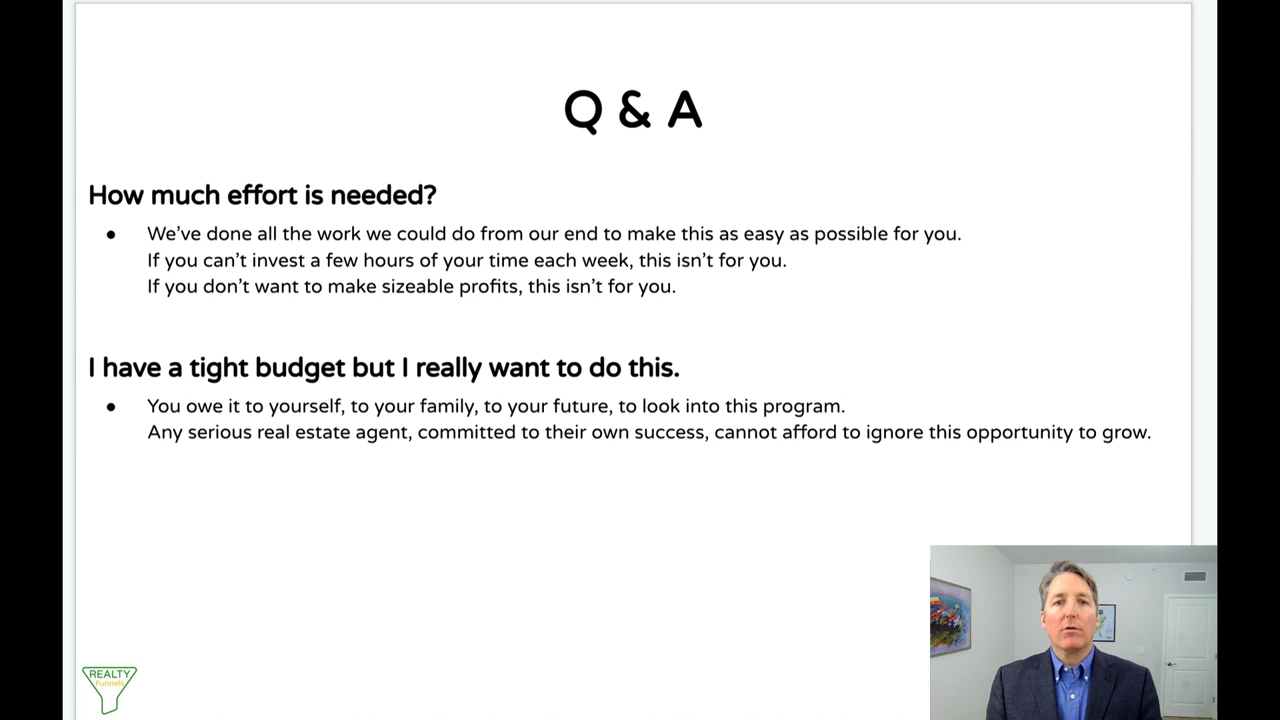 Q & A
How much effort is needed?
● We’ve done all the work we could do from our end to make this as easy as possible for you.
If you can’t invest a few hours of your time each week, this isn’t for you.
If you don’t want to make sizeable profits, this isn’t for you.
I have a tight budget but I really want to do this.
● You owe it to yourself, to your family, to your future, to look into this program.
Any serious real estate agent, committed to their own success, cannot afford to ignore this opportunity to grow.
REALTY
Funnels